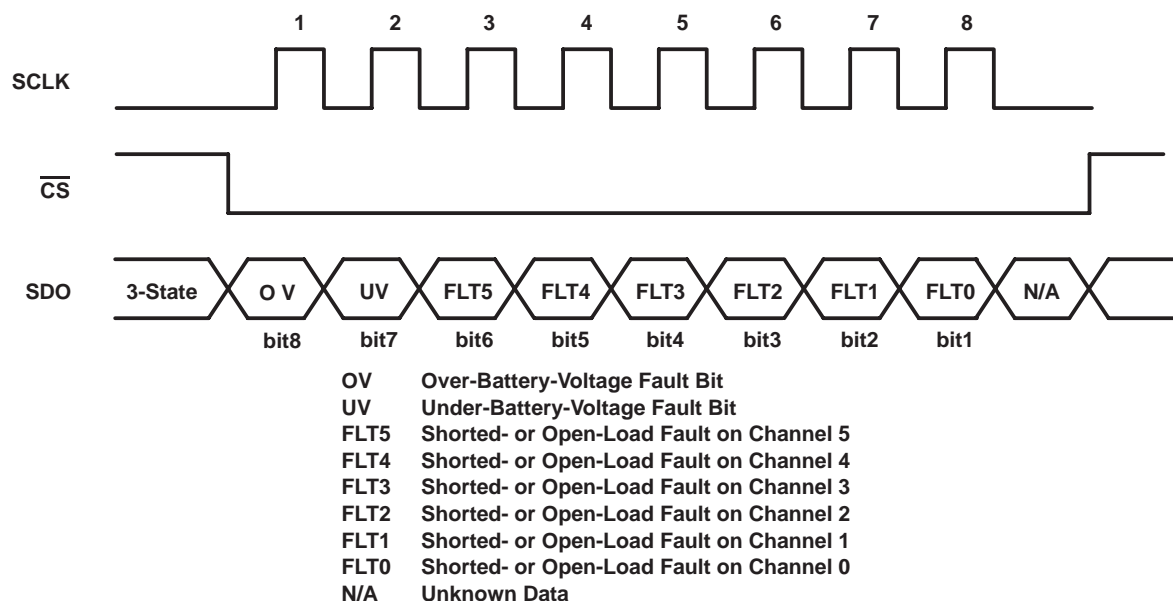 1 2 3 4 5 6 7 8
SCLK
CS
SDO 3-State O V UV FLT5 FLT4 FLT3 FLT2 FLT1 FLT0 N/A
bit8 bit7 bit6 bit5 bit4 bit3 bit2 bit1
OV Over-Battery-Voltage Fault Bit
UV Under-Battery-Voltage Fault Bit
FLT5 Shorted- or Open-Load Fault on Channel 5
FLT4 Shorted- or Open-Load Fault on Channel 4
FLT3 Shorted- or Open-Load Fault on Channel 3
FLT2 Shorted- or Open-Load Fault on Channel 2
FLT1 Shorted- or Open-Load Fault on Channel 1
FLT0 Shorted- or Open-Load Fault on Channel 0
N/A Unknown Data